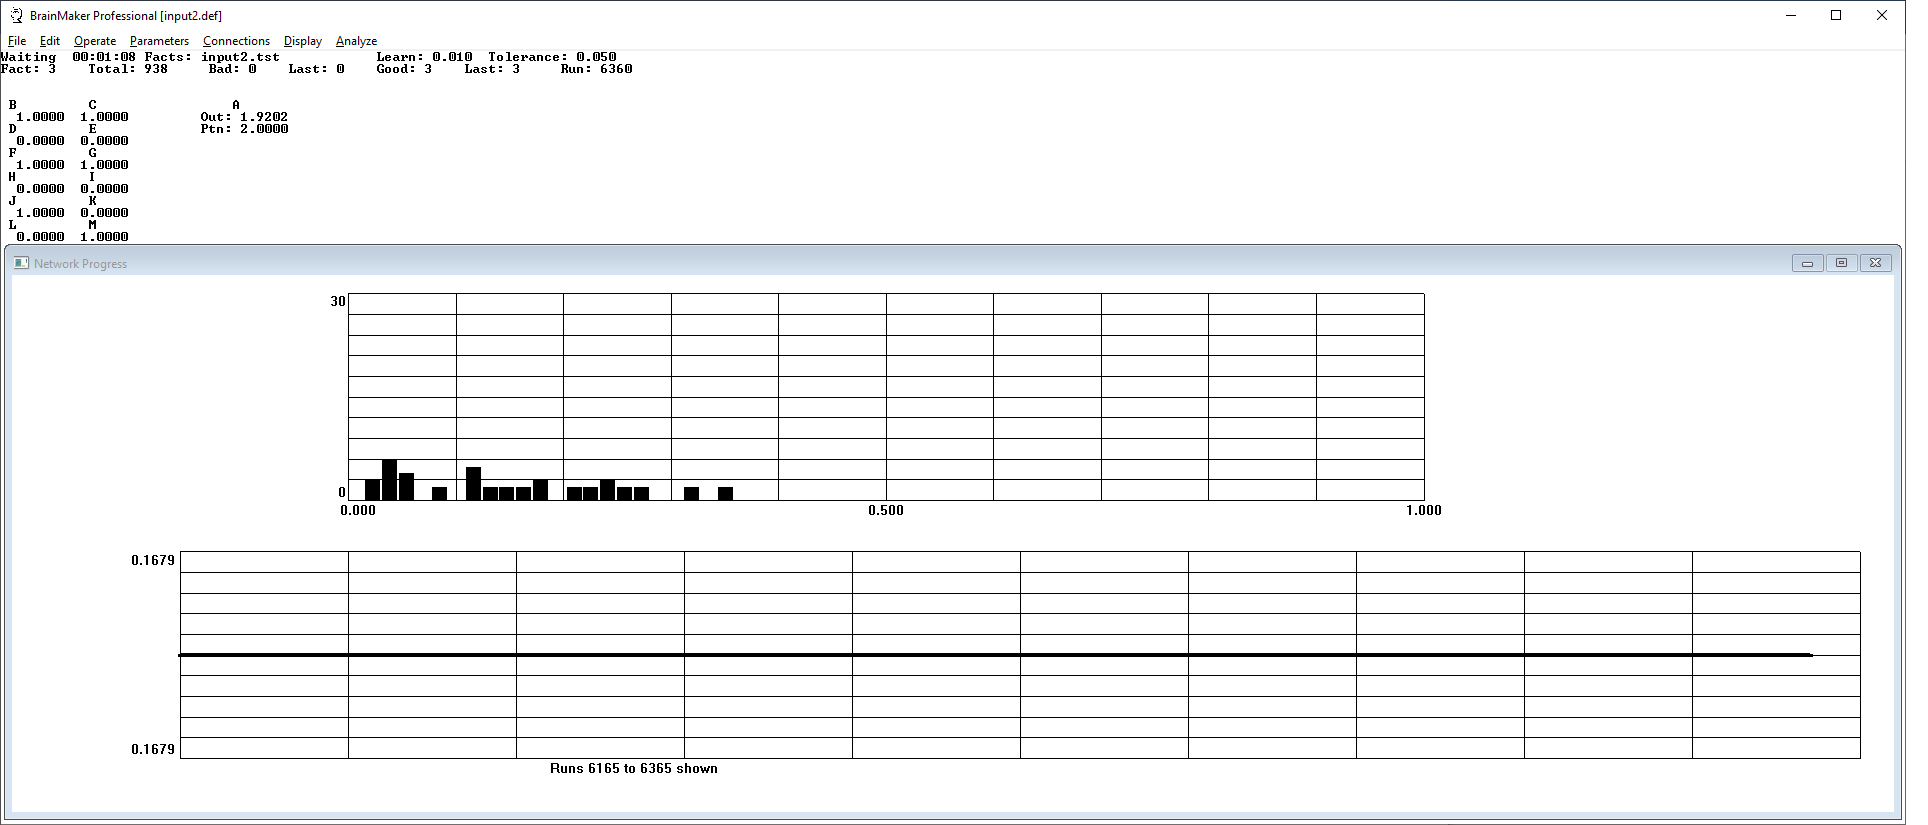 BrainMaker Professional [input2.def]
File Edit Operate Parameters Connections Display Analyze
Waiting 00:01:08 Facts: input2.tst Learn: 0.010 Tolerance: 0.050
Fact: 3 Total: 938 Bad: 0 Last: 0 Good: 3 Last: 3 Run: 6360
B C A
1.0000 1.0000 Out: 1.9202
D E Ptn: 2.0000
0.0000 0.0000
F G
1.0000 1.0000
H I
0.0000 0.0000
J K
1.0000 0.0000
L M
0.0000 1.0000
Network Progress
30
0
0.000 0.500 1.000
0.1679
0.1679
Runs 6165 to 6365 shown